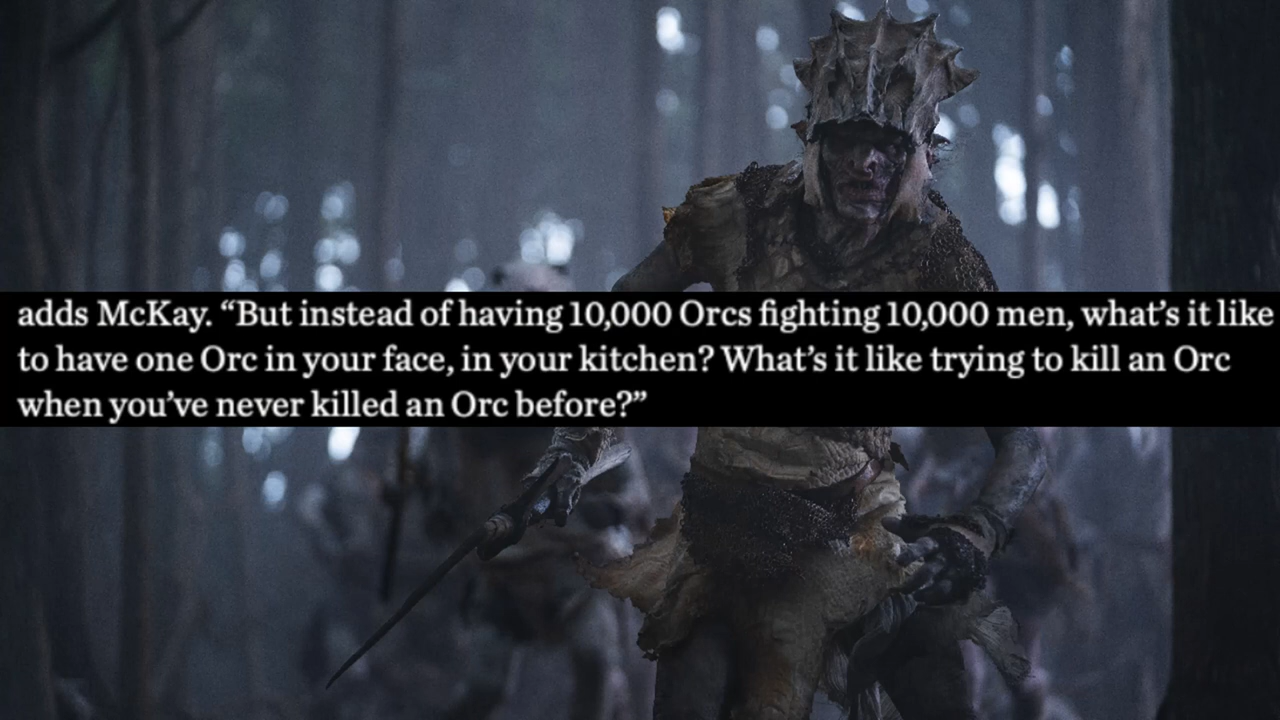 adds McKay. “But instead of having 10,000 Orcs fighting 10,000 men, what’s it like
to have one Orc in your face, in your kitchen? What’s it like trying to kill an Orc
when you’ve never killed an Orc before?”